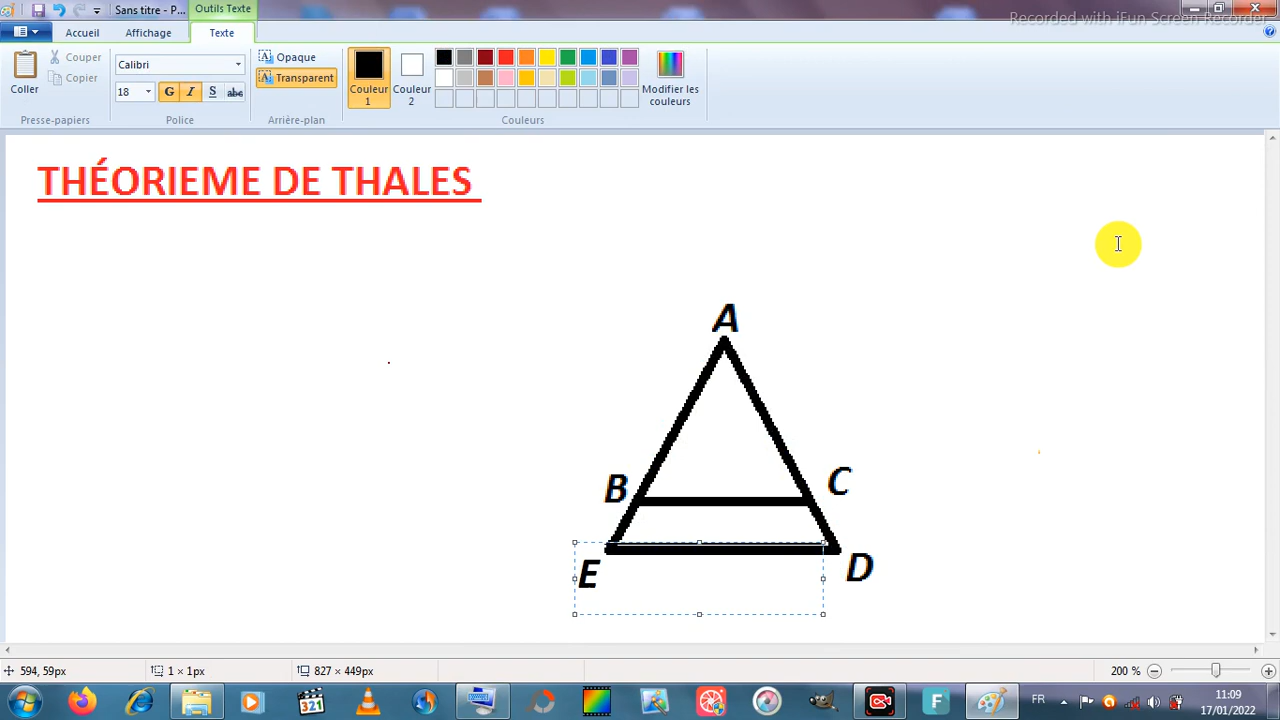 Sans titre - P...
Outils Texte
Recorded with iFun Screen Recorder
Accueil
Affichage
Texte
Coller
Couper
Copier
Presse-papiers
Calibri
18
G I S abc
Police
Opaque
Transparent
Arrière-plan
Couleur 1
Couleur 2
Modifier les couleurs
Couleurs
THÉORIEME DE THALES
A
B
C
E
D
594, 59px
1 × 1px
827 × 449px
200 %
321
F
FR
11:09
17/01/2022